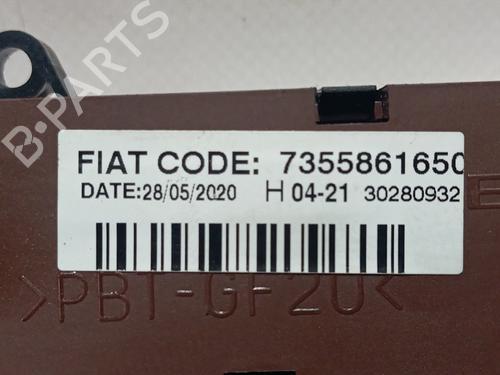 B-PARTS
FIAT CODE: 7355861650
DATE:28/05/2020 H 04-21 30280932
>PBT-GF20<